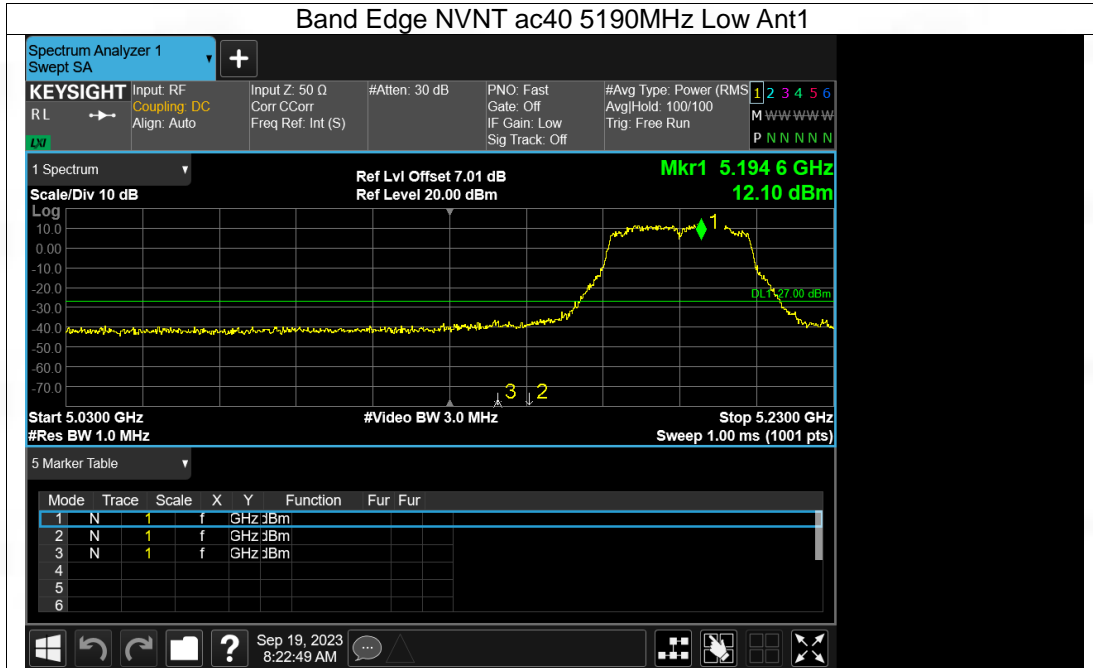 Band Edge NVNT ac40 5190MHz Low Ant1
Spectrum Analyzer 1
Swept SA
+
KEYSIGHT
RL
LXI
Input: RF
Coupling: DC
Align: Auto
Input Z: 50 Ω
Corr CCorr
Freq Ref: Int (S)
#Atten: 30 dB
PNO: Fast
Gate: Off
IF Gain: Low
Sig Track: Off
#Avg Type: Power (RMS
Avg|Hold: 100/100
Trig: Free Run
1 2 3 4 5 6
M W W W W W
P N N N N N
1 Spectrum
Scale/Div 10 dB
Ref Lvl Offset 7.01 dB
Ref Level 20.00 dBm
Mkr1 5.194 6 GHz
12.10 dBm
Log
10.0
0.00
-10.0
-20.0
-30.0
-40.0
-50.0
-60.0
-70.0
1
DL1 -27.00 dBm
3 2
Start 5.0300 GHz
#Video BW 3.0 MHz
Stop 5.2300 GHz
#Res BW 1.0 MHz
Sweep 1.00 ms (1001 pts)
5 Marker Table
Mode Trace Scale X Y Function Fur Fur
1 N 1 f GHz dBm
2 N 1 f GHz dBm
3 N 1 f GHz dBm
4
5
6
?
Sep 19, 2023
8:22:49 AM